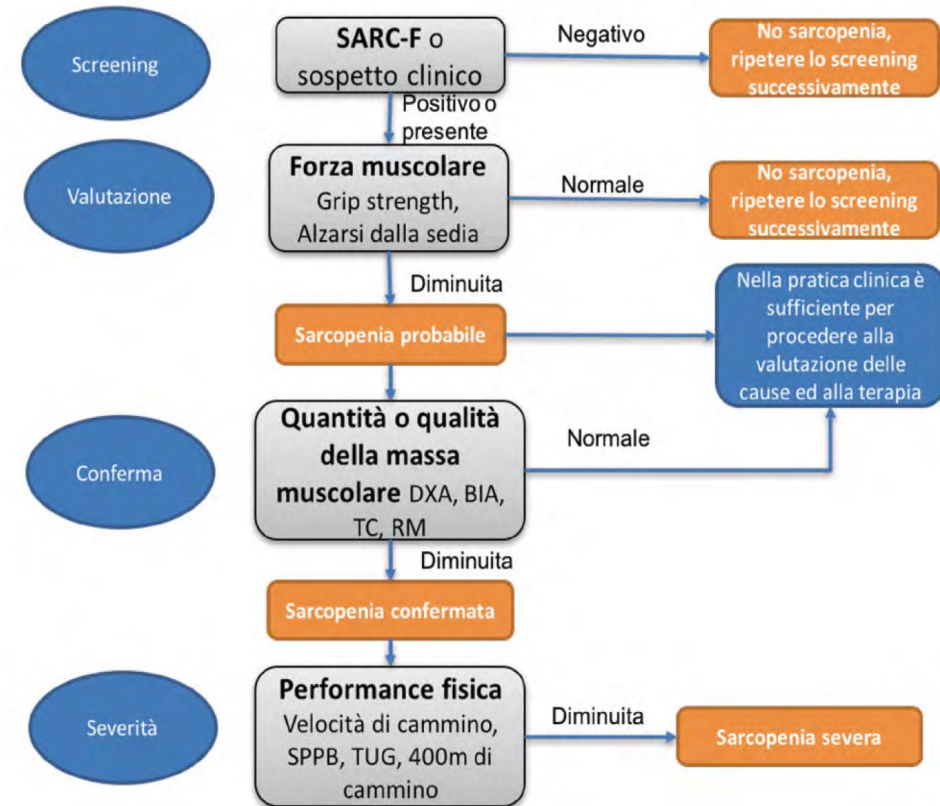 Screening
SARC-F o
sospetto clinico
Negativo
No sarcopenia,
ripetere lo screening
successivamente
Positivo o
presente
Valutazione
Forza muscolare
Grip strength,
Alzarsi dalla sedia
Normale
No sarcopenia,
ripetere lo screening
successivamente
Diminuita
Sarcopenia probabile
Nella pratica clinica è
sufficiente per
procedere alla
valutazione delle
cause ed alla terapia
Conferma
Quantità o qualità
della massa
muscolare DXA, BIA,
TC, RM
Normale
Diminuita
Sarcopenia confermata
Severità
Performance fisica
Velocità di cammino,
SPPB, TUG, 400m di
cammino
Diminuita
Sarcopenia severa